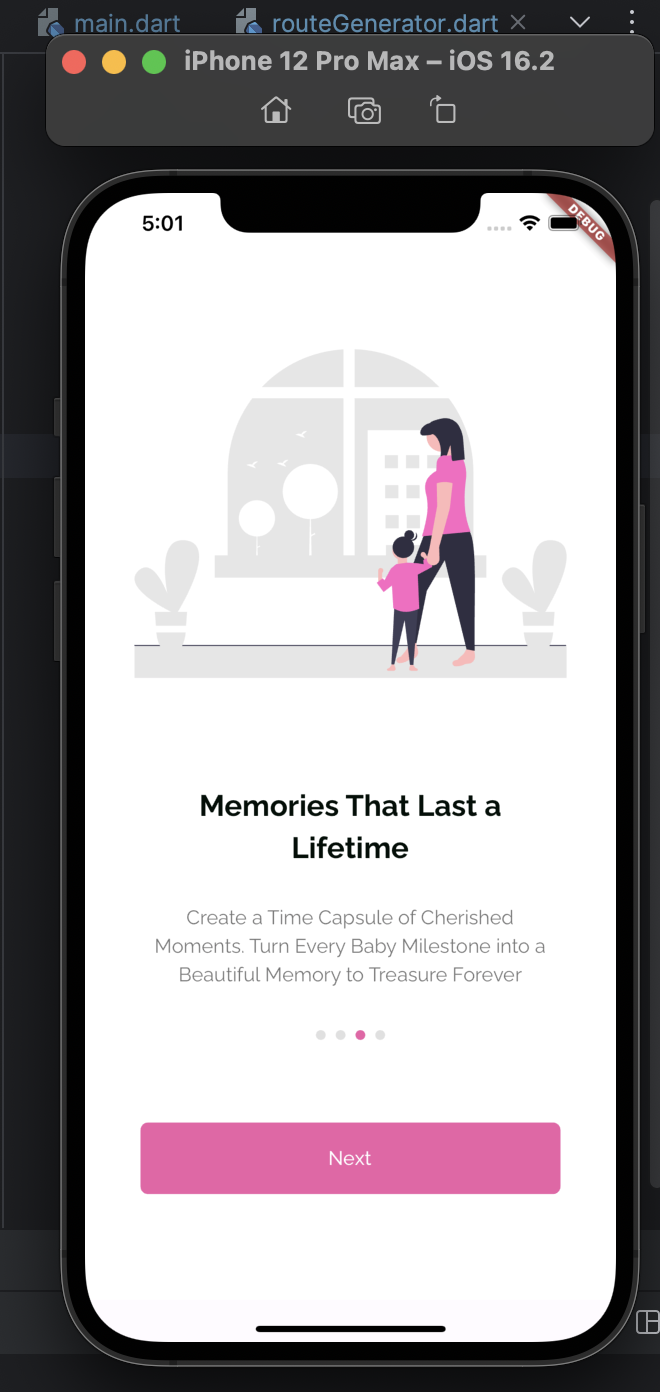 main.dart
routeGenerator.dart
iPhone 12 Pro Max – iOS 16.2
5:01
DEBUG
Memories That Last a
Lifetime
Create a Time Capsule of Cherished
Moments. Turn Every Baby Milestone into a
Beautiful Memory to Treasure Forever
Next